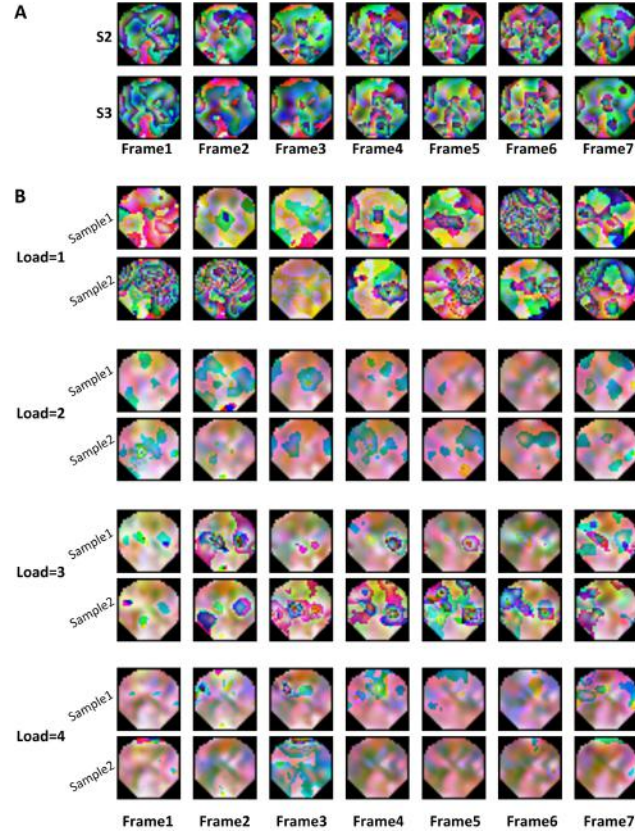 A
S2
S3
Frame1 Frame2 Frame3 Frame4 Frame5 Frame6 Frame7
B
Sample1
Load=1
Sample2
Sample1
Load=2
Sample2
Sample1
Load=3
Sample2
Sample1
Load=4
Sample2
Frame1 Frame2 Frame3 Frame4 Frame5 Frame6 Frame7